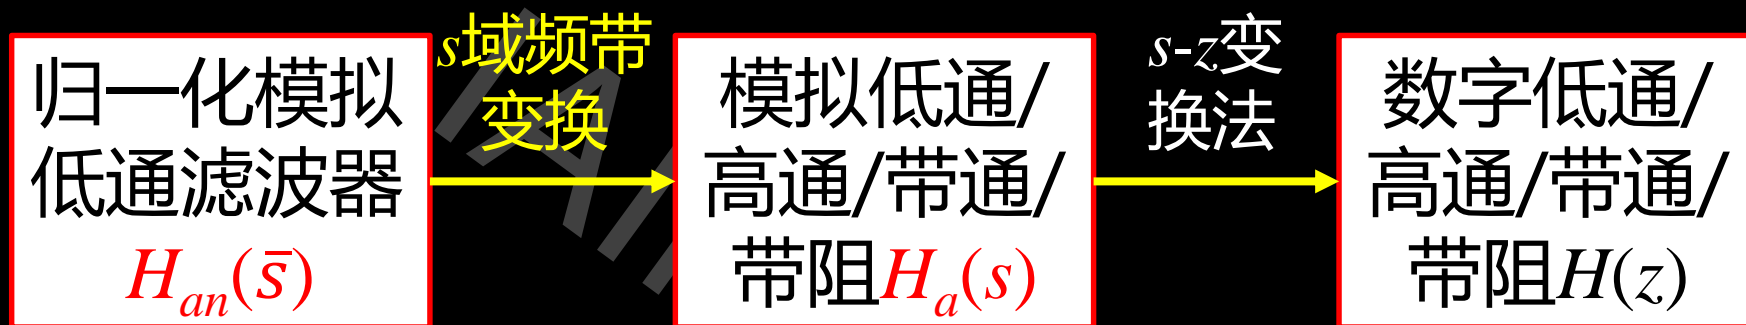 归一化模拟
低通滤波器
H_an(s̄)
s域频带
变换
模拟低通/
高通/带通/
带阻H_a(s)
s-z变
换法
数字低通/
高通/带通/
带阻H(z)